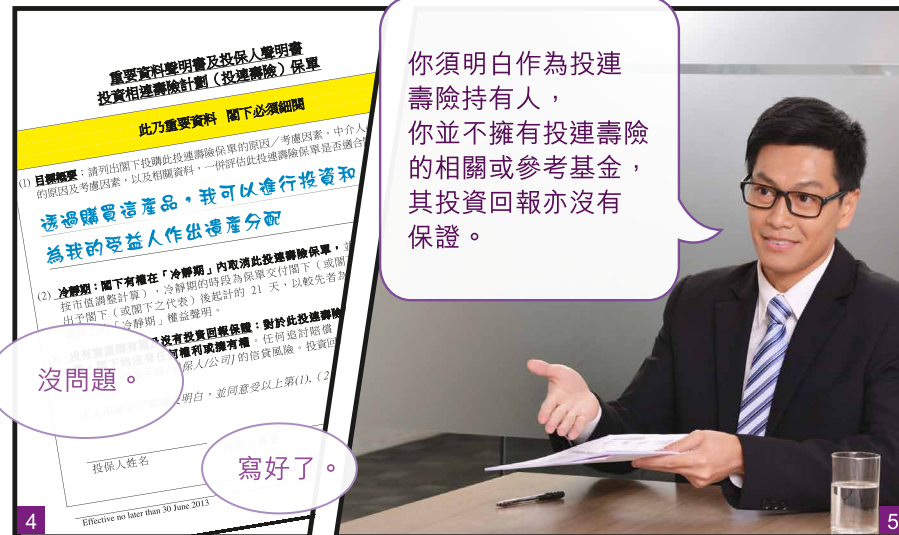 重要資料聲明書及投保人聲明書
投資相連壽險計劃（投連壽險）保單
此乃重要資料 閣下必須細閱
(1) 目標概要：請列出閣下投購此投連壽險保單的原因／考慮因素。中介人
的原因及考慮因素，以及相關資料，一併評估此投連壽險保單是否適合
透過購買這產品，我可以進行投資和
為我的受益人作出遺產分配
(2) 冷靜期：閣下有權在「冷靜期」內取消此投連壽險保單，
按市值調整計算），冷靜期的時段為保單交付閣下（或閣
出予閣下（或閣下之代表）後起計的 21 天，以較先者為
「冷靜期」權益聲明。
沒有投資回報保證：對於此投連壽險
何權利或擁有權。任何追討賠償
保人/公司]的信貸風險。投資回
明白，並同意受以上第(1), (2
沒問題。
寫好了。
投保人姓名
Effective no later than 30 June 2013
4
你須明白作為投連
壽險持有人，
你並不擁有投連壽險
的相關或參考基金，
其投資回報亦沒有
保證。
5